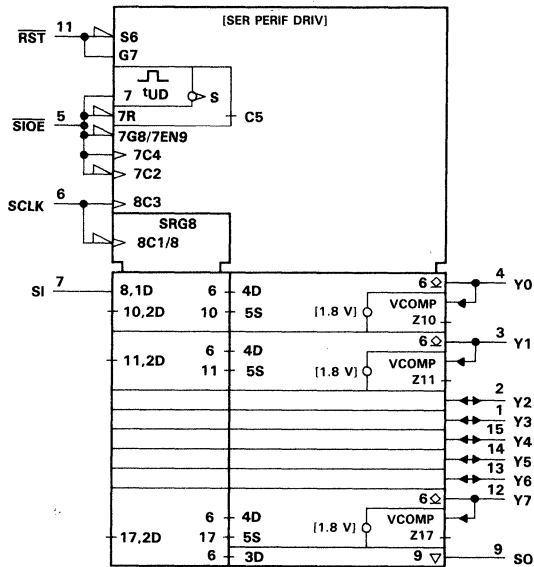 [SER PERIF DRIV]
RST 11 S6
G7
7 tUD S
SIOE 5 7R C5
7G8/7EN9
7C4
7C2
SCLK 6 8C3
SRG8
8C1/8
SI 7 8,1D 6 4D 6 4 Y0
10,2D 10 5S [1.8 V] VCOMP
Z10
6 3 Y1
11,2D 6 4D VCOMP
11 5S [1.8 V] Z11
2 Y2
1 Y3
15 Y4
14 Y5
13 Y6
12 Y7
6
6 4D VCOMP
17,2D 17 5S [1.8 V] Z17
6 3D 9 9 SO